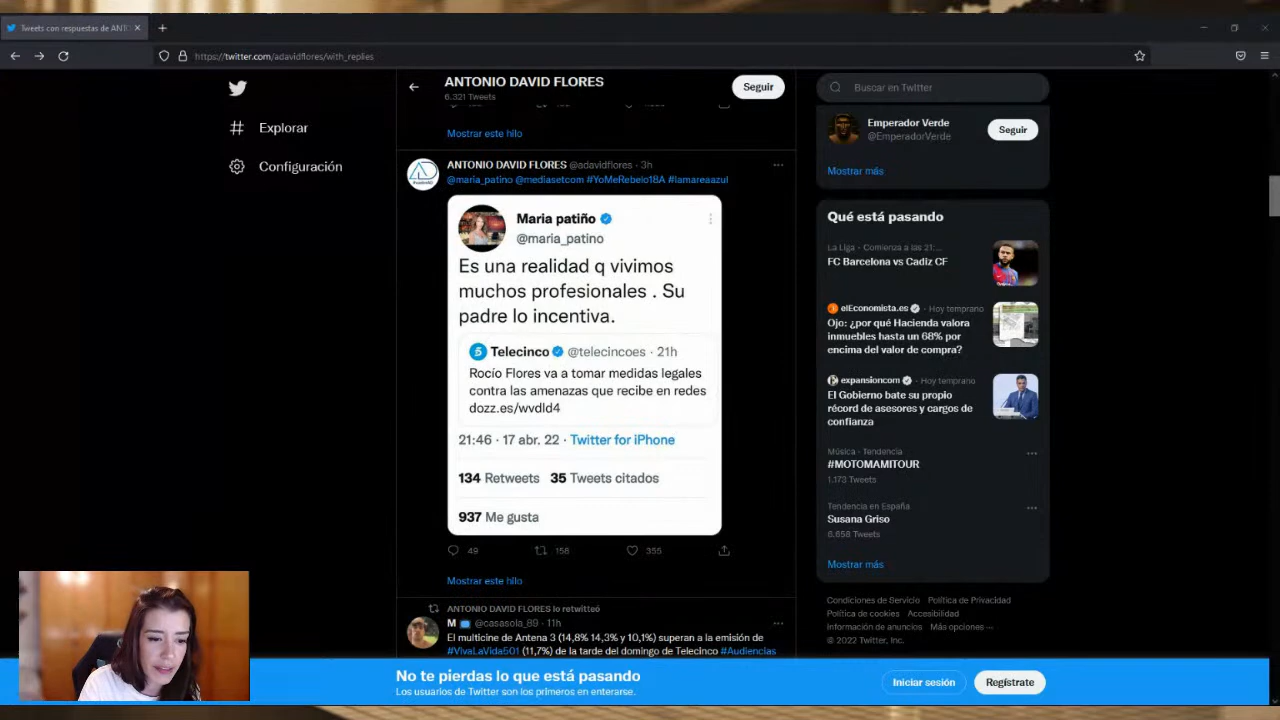 Tweets con respuestas de ANTO
https://twitter.com/adavidflores/with_replies
Explorar
Configuración
ANTONIO DAVID FLORES
6.321 Tweets
Seguir
Mostrar este hilo
ANTONIO DAVID FLORES @adavidflores · 3h
@maria_patino @mediasetcom #YoMeRebelo18A #lamareaazul
Maria patiño
@maria_patino
Es una realidad q vivimos
muchos profesionales . Su
padre lo incentiva.
5 Telecinco @telecincoes · 21h
Rocío Flores va a tomar medidas legales
contra las amenazas que recibe en redes
dozz.es/wvdld4
21:46 · 17 abr. 22 · Twitter for iPhone
134 Retweets 35 Tweets citados
937 Me gusta
49 156 355
Mostrar este hilo
ANTONIO DAVID FLORES lo retwitteó
M @casasola_89 · 11h
El multicine de Antena 3 (14,8% 14,3% y 10,1%) superan a la emisión de
#VivaLaVida501 (11,7%) de la tarde del domingo de Telecinco #Audiencias
Buscar en Twitter
Emperador Verde
@EmperadorVerde
Seguir
Mostrar más
Qué está pasando
La Liga · Comienza a las 21:...
FC Barcelona vs Cadiz CF
elEconomista.es · Hoy temprano
Ojo: ¿por qué Hacienda valora
inmuebles hasta un 68% por
encima del valor de compra?
expansioncom · Hoy temprano
El Gobierno bate su propio
récord de asesores y cargos de
confianza
Música · Tendencia
#MOTOMAMITOUR
1.173 Tweets
Tendencia en España
Susana Griso
6.658 Tweets
Mostrar más
Condiciones de Servicio Política de Privacidad
Política de cookies Accesibilidad
Información de anuncios Más opciones ···
© 2022 Twitter, Inc.
No te pierdas lo que está pasando
Los usuarios de Twitter son los primeros en enterarse.
Iniciar sesión
Regístrate